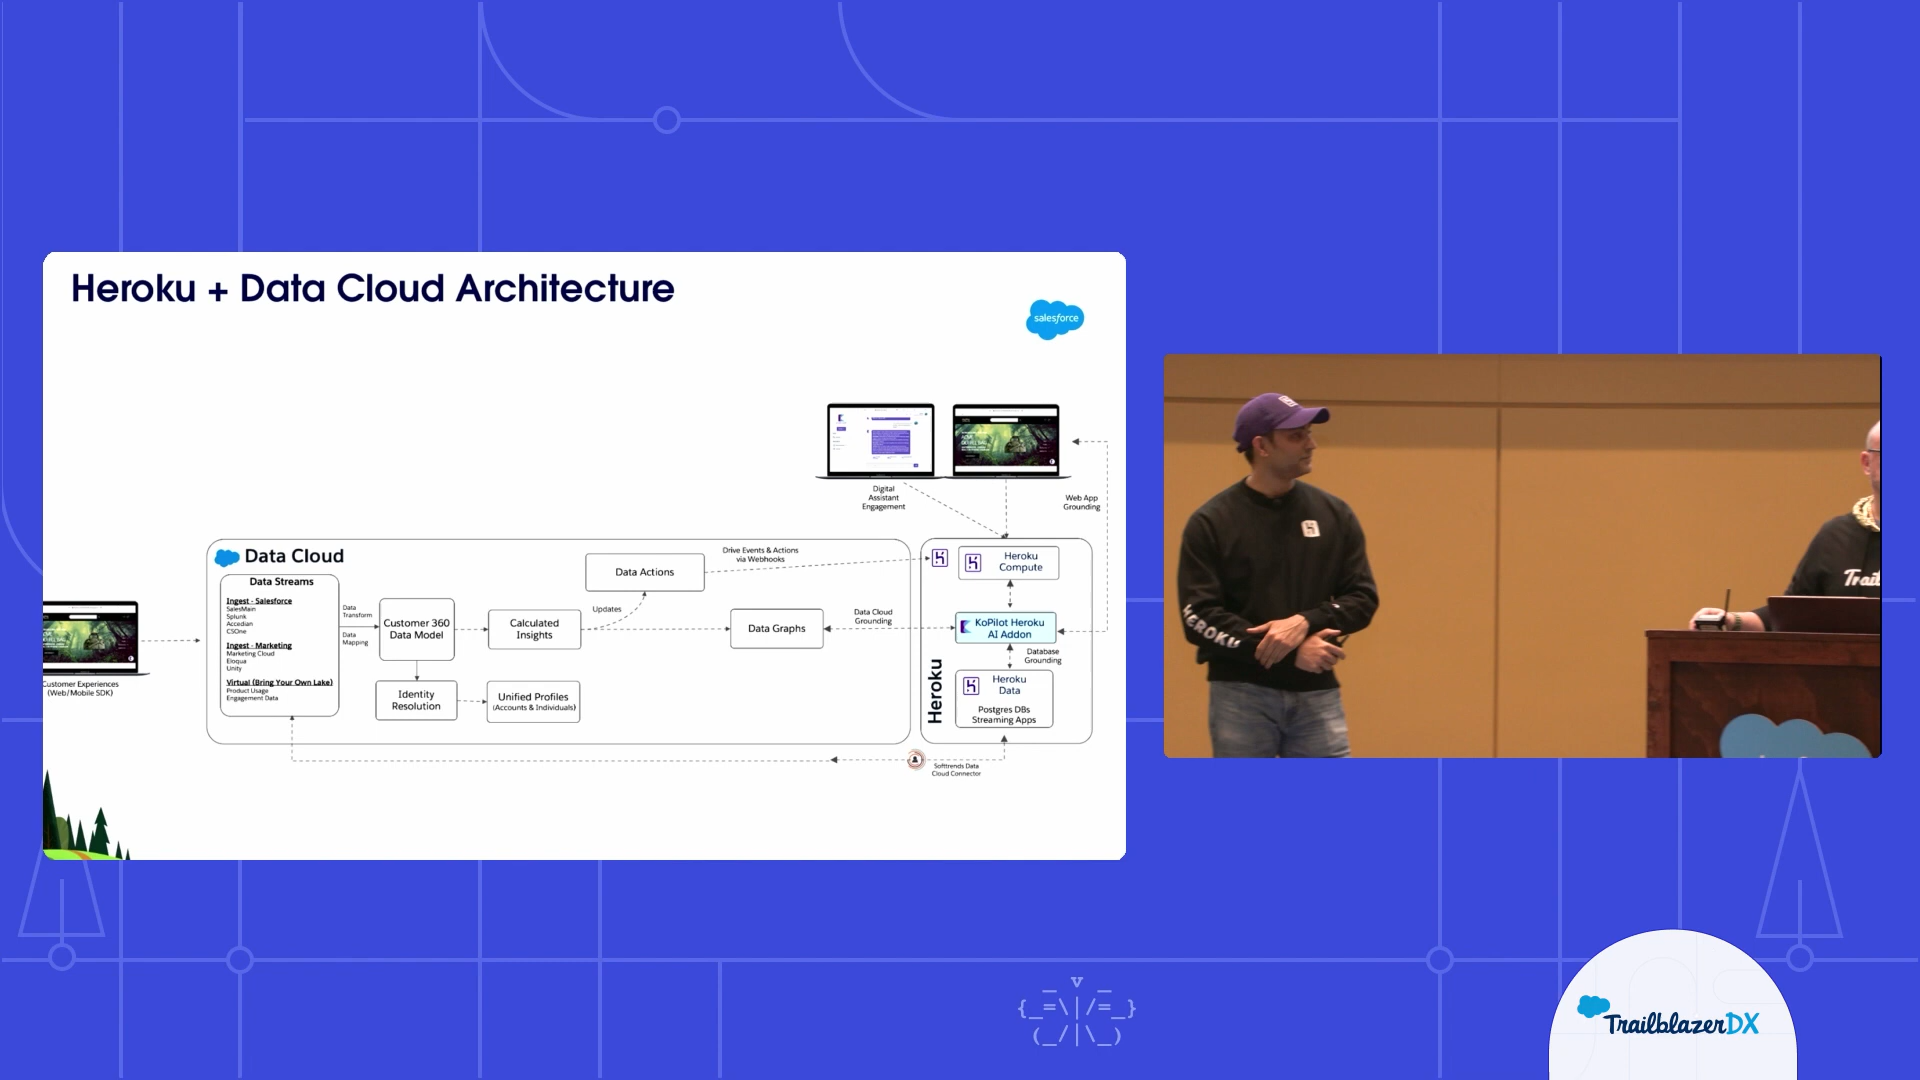 Heroku + Data Cloud Architecture
salesforce
Digital
Assistant
Engagement
Web App
Grounding
Data Cloud
Data Streams
Ingest - Salesforce
SalesMain
Splunk
Accedian
CSOne
Ingest - Marketing
Marketing Cloud
Eloqua
Unity
Virtual (Bring Your Own Lake)
Product Usage
Engagement Data
Data
Transform
Data
Mapping
Customer 360
Data Model
Identity
Resolution
Calculated
Insights
Unified Profiles
(Accounts & Individuals)
Updates
Data Actions
Drive Events & Actions
via Webhooks
Data Graphs
Data Cloud
Grounding
Heroku
Heroku
Compute
KoPilot Heroku
AI Addon
Database
Grounding
Heroku
Data
Postgres DBs
Streaming Apps
Softtrends Data
Cloud Connector
ustomer Experiences
(Web/Mobile SDK)
HEROKU
Trail
{_=\|/=_}
(_/|\_)
TrailblazerDX